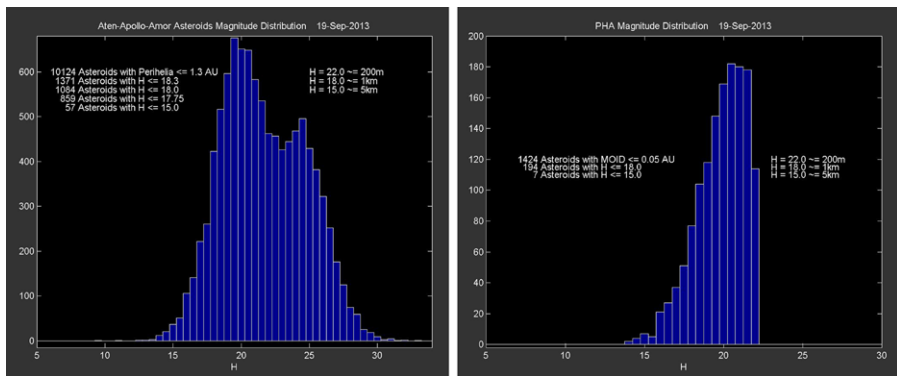 Aten-Apollo-Amor Asteroids Magnitude Distribution 19-Sep-2013
10124 Asteroids with Perihelia <= 1.3 AU
1371 Asteroids with H <= 18.3
1084 Asteroids with H <= 18.0
859 Asteroids with H <= 17.75
57 Asteroids with H <= 15.0
H = 22.0 ~= 200m
H = 18.0 ~= 1km
H = 15.0 ~= 5km
600
500
400
300
200
100
0
5
10
15
20
25
30
H
PHA Magnitude Distribution 19-Sep-2013
1424 Asteroids with MOID <= 0.05 AU
194 Asteroids with H <= 18.0
7 Asteroids with H <= 15.0
H = 22.0 ~= 200m
H = 18.0 ~= 1km
H = 15.0 ~= 5km
200
180
160
140
120
100
80
60
40
20
0
5
10
15
20
25
30
H